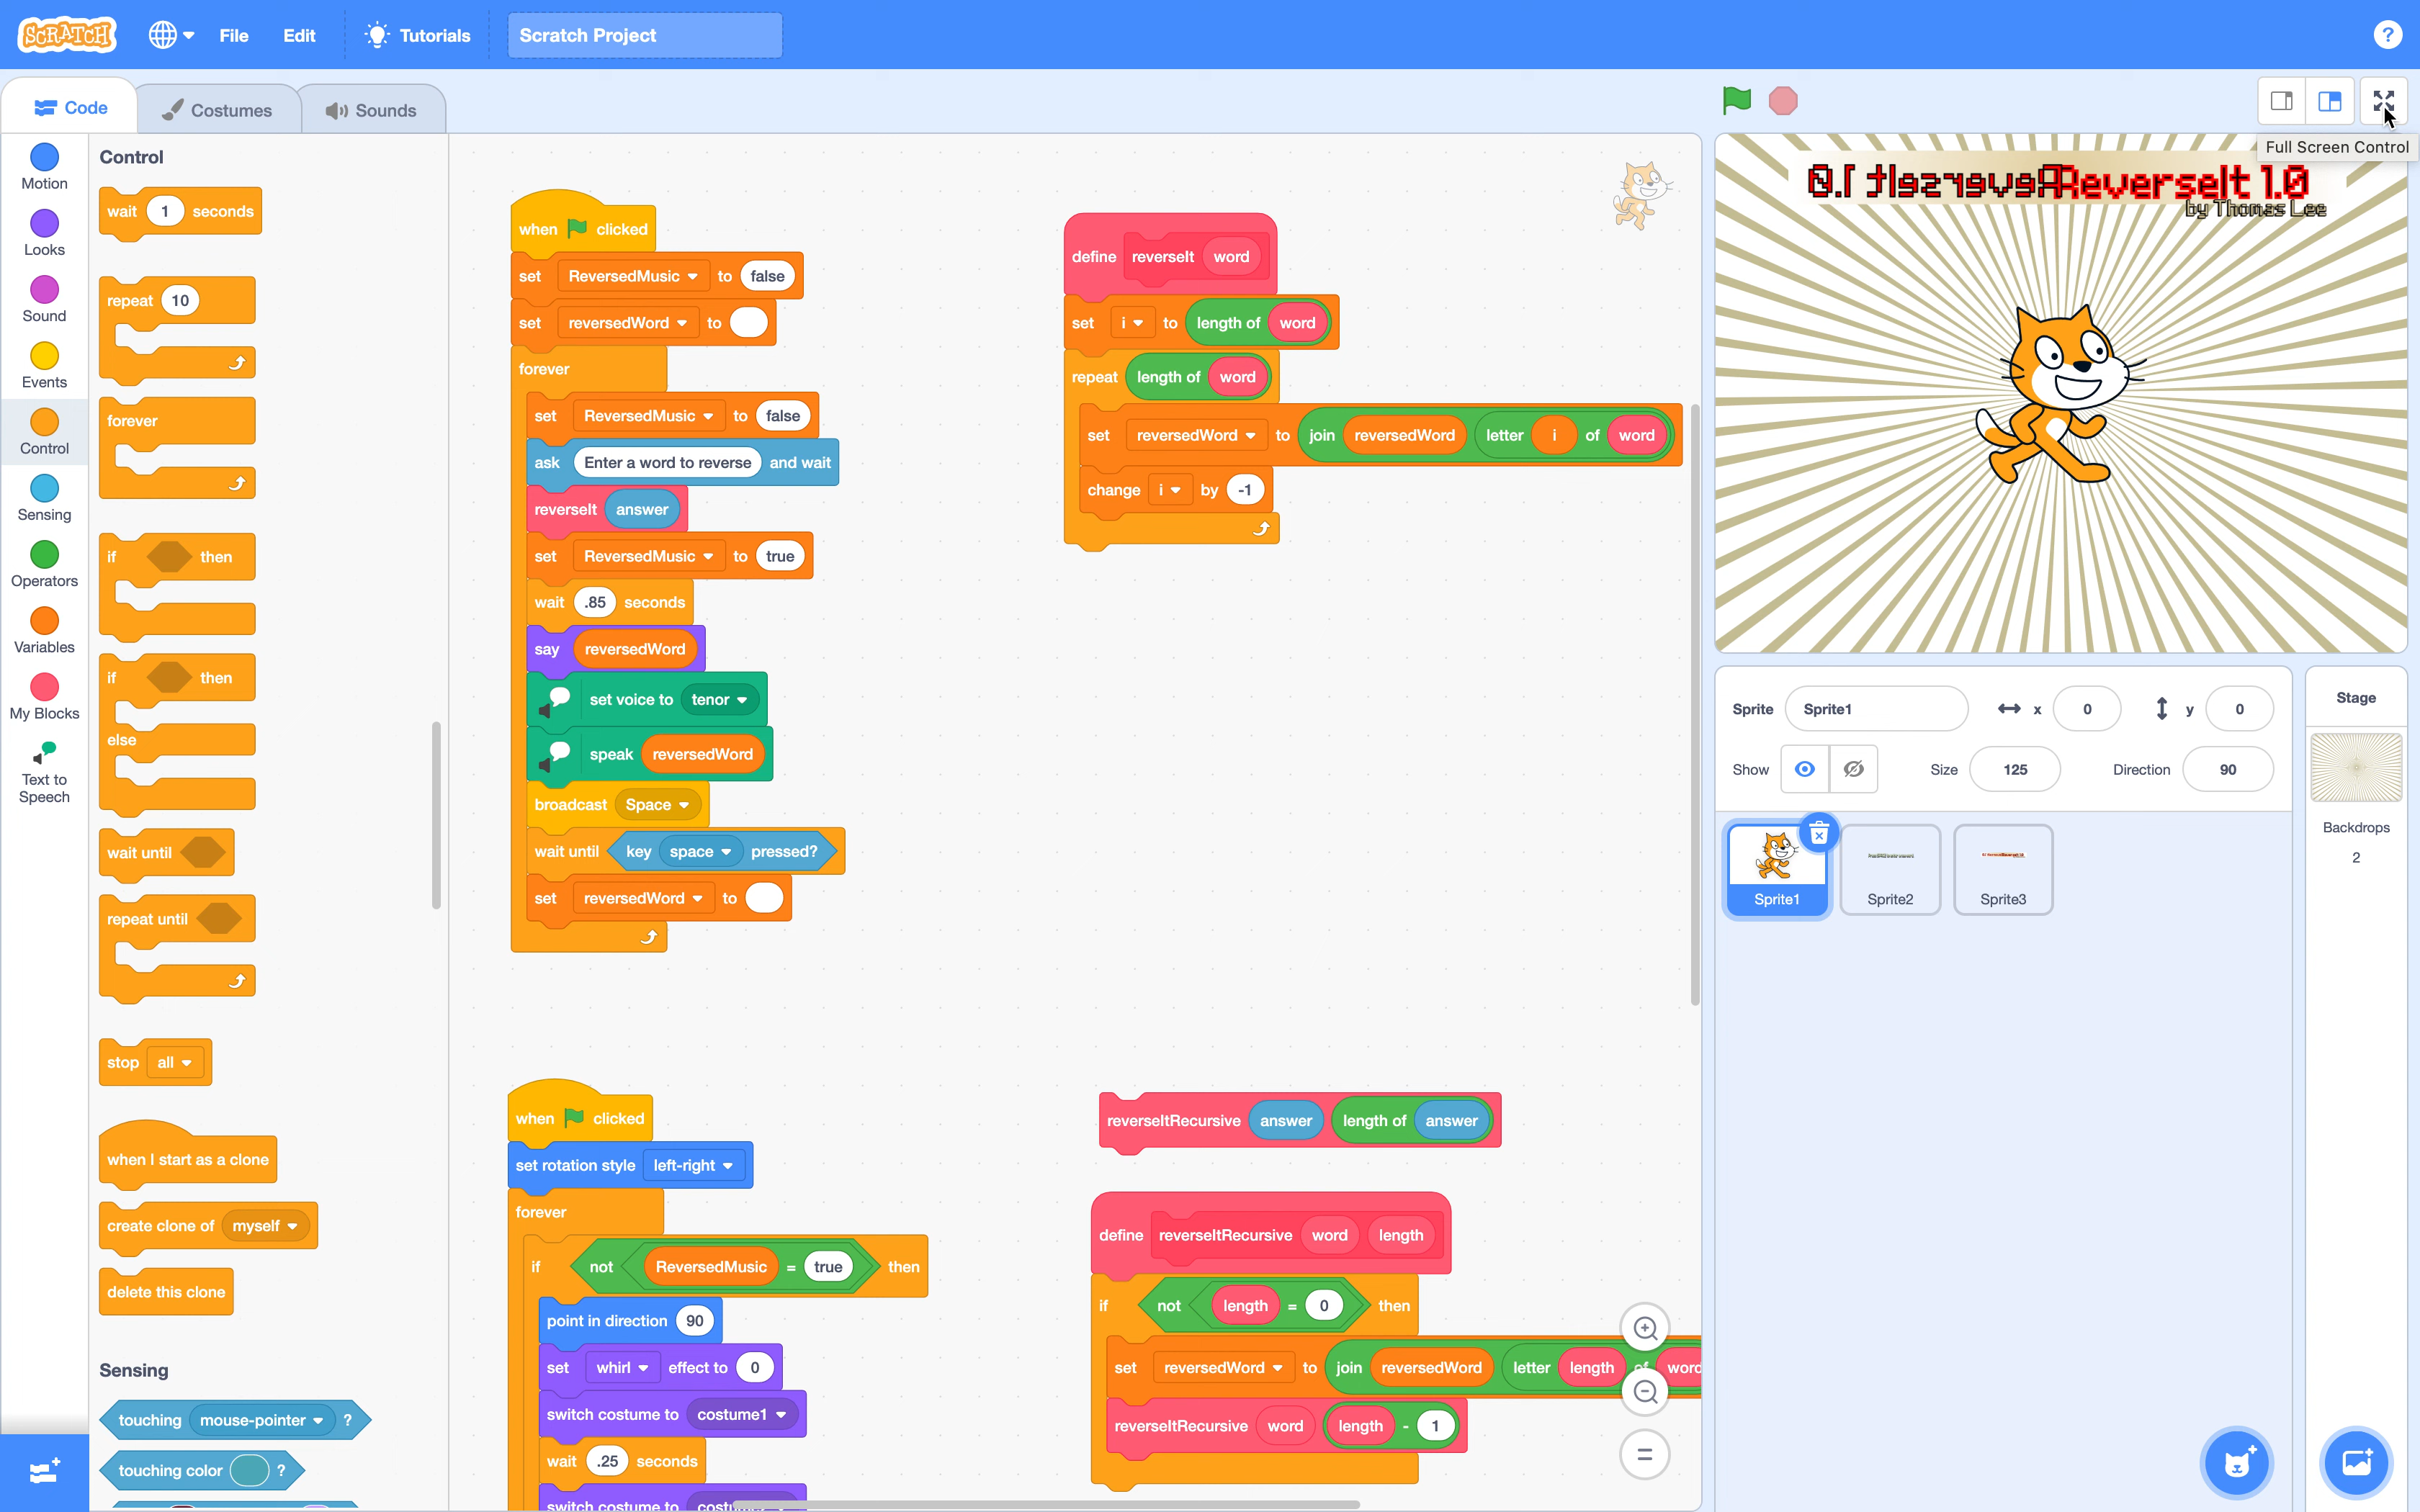 SCRATCH
File
Edit
Tutorials
Scratch Project
?
Code
Costumes
Sounds
Motion
Looks
Sound
Events
Control
Sensing
Operators
Variables
My Blocks
Text to
Speech
Control
wait 1 seconds
repeat 10
forever
if then
if then
else
wait until
repeat until
stop all
when I start as a clone
create clone of myself
delete this clone
Sensing
touching mouse-pointer ?
touching color ?
when clicked
set ReversedMusic to false
set reversedWord to
forever
set ReversedMusic to false
ask Enter a word to reverse and wait
reverseIt answer
set ReversedMusic to true
wait .85 seconds
say reversedWord
set voice to tenor
speak reversedWord
broadcast Space
wait until key space pressed?
set reversedWord to
when clicked
set rotation style left-right
forever
if not ReversedMusic = true then
point in direction 90
set whirl effect to 0
switch costume to costume1
wait .25 seconds
switch costume to
define reverseIt word
set i to length of word
repeat length of word
set reversedWord to join reversedWord letter i of word
change i by -1
reverseItRecursive answer length of answer
define reverseItRecursive word length
if not length = 0 then
set reversedWord to join reversedWord letter length of word
reverseItRecursive word length - 1
Full Screen Control
ReverseIt 1.0
by Thomas Lee
Sprite Sprite1 x 0 y 0
Show Size 125 Direction 90
Sprite1
Sprite2
Sprite3
Stage
Backdrops
2